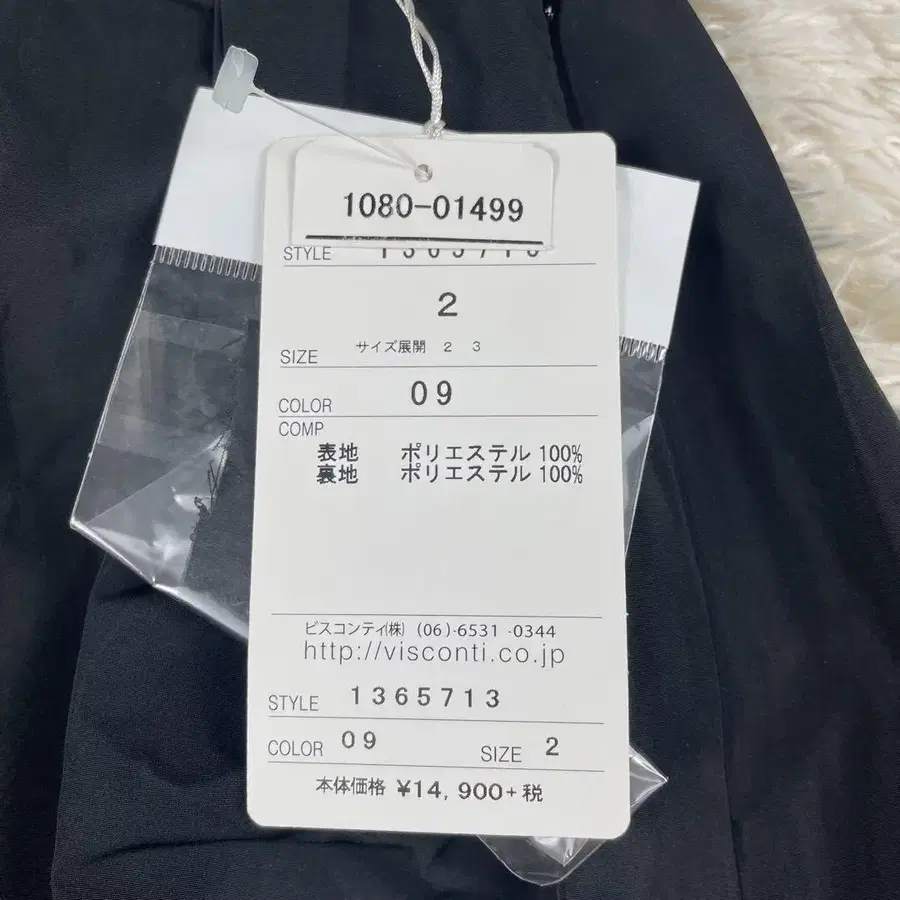 1080-01499
STYLE
2
サイズ展開 2 3
SIZE
COLOR 09
COMP
表地 ポリエステル 100%
裏地 ポリエステル 100%
ビスコンティ(株) (06)-6531-0344
http://visconti.co.jp
STYLE 1365713
COLOR 09 SIZE 2
本体価格 ¥14,900+税